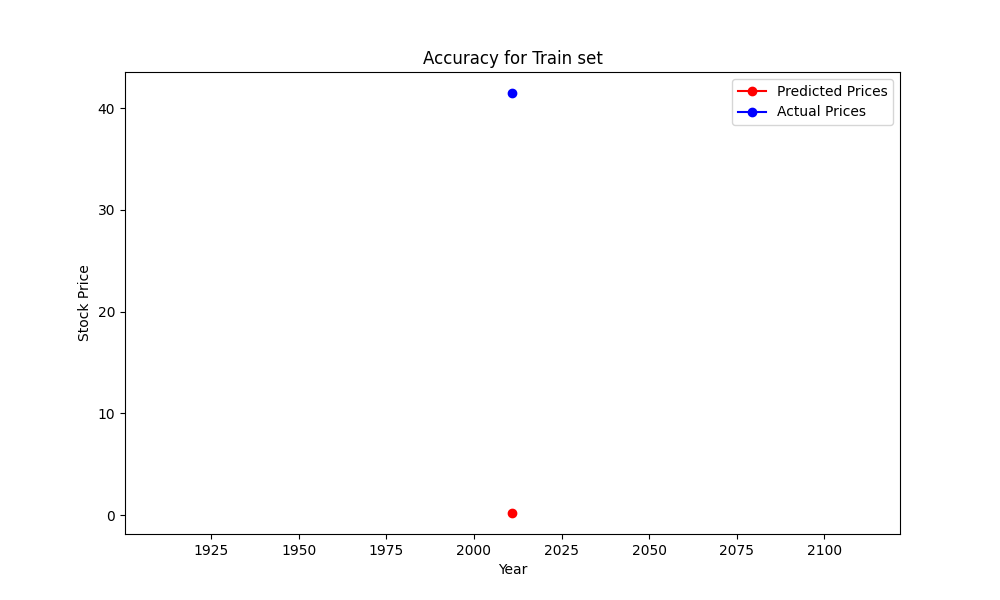 Accuracy for Train set
Predicted Prices
Actual Prices
40
30
20
10
0
Stock Price
1925 1950 1975 2000 2025 2050 2075 2100
Year